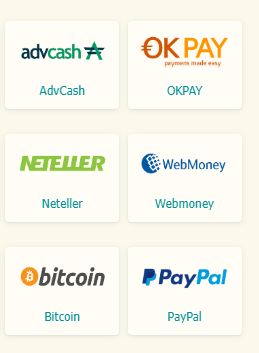 advcash
OKPAY
payments made easy
AdvCash
OKPAY
NETELLER
WebMoney
Neteller
Webmoney
bitcoin
PayPal
Bitcoin
PayPal